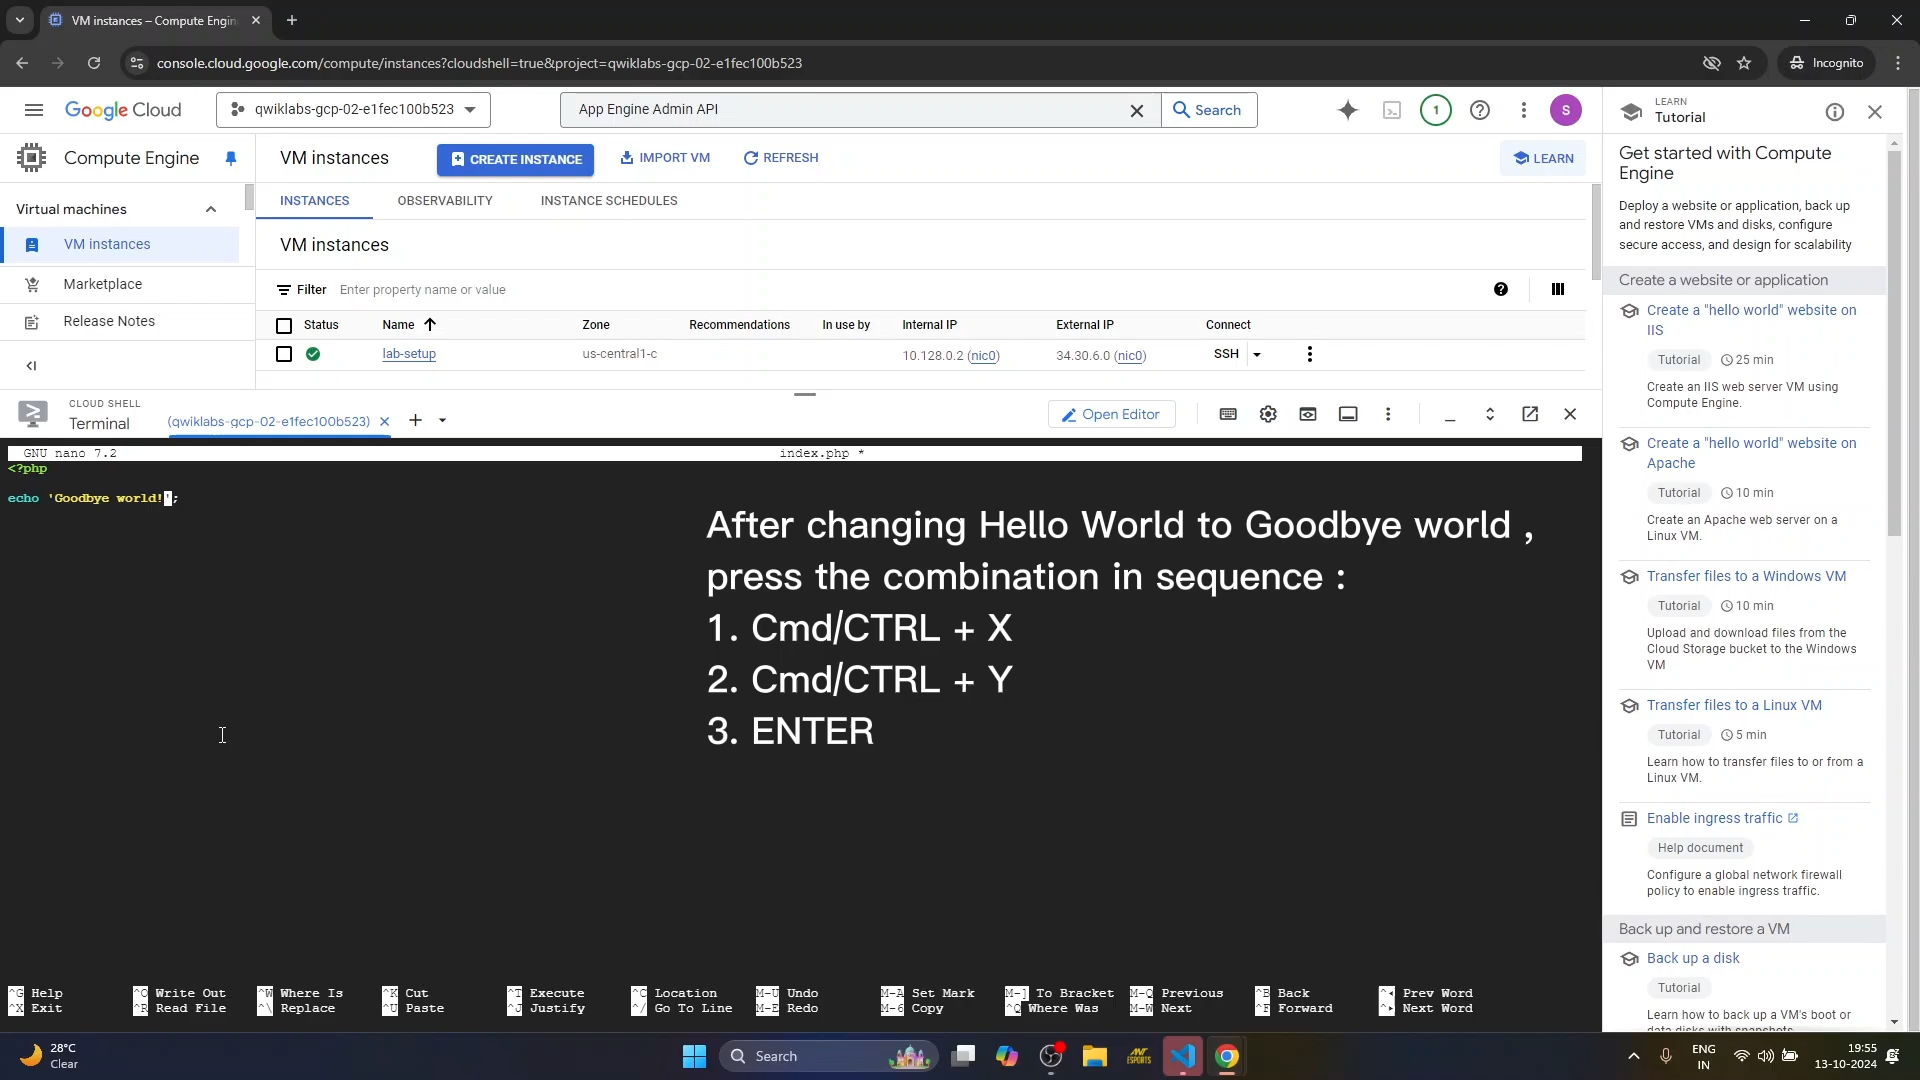 VM instances – Compute Engin
console.cloud.google.com/compute/instances?cloudshell=true&project=qwiklabs-gcp-02-e1fec100b523
Incognito
Google Cloud
qwiklabs-gcp-02-e1fec100b523
App Engine Admin API
Search
1
S
LEARN
Tutorial
Compute Engine
VM instances
CREATE INSTANCE
IMPORT VM
REFRESH
LEARN
Virtual machines
VM instances
Marketplace
Release Notes
INSTANCES
OBSERVABILITY
INSTANCE SCHEDULES
VM instances
Filter
Enter property name or value
Status
Name
Zone
Recommendations
In use by
Internal IP
External IP
Connect
lab-setup
us-central1-c
10.128.0.2 (nic0)
34.30.6.0 (nic0)
SSH
CLOUD SHELL
Terminal
(qwiklabs-gcp-02-e1fec100b523)
Open Editor
GNU nano 7.2
index.php *
<?php
echo 'Goodbye world!';
After changing Hello World to Goodbye world ,
press the combination in sequence :
1. Cmd/CTRL + X
2. Cmd/CTRL + Y
3. ENTER
^G Help
^O Write Out
^W Where Is
^K Cut
^T Execute
^C Location
M-U Undo
M-A Set Mark
M-] To Bracket
M-Q Previous
^B Back
^◂ Prev Word
^X Exit
^R Read File
^\ Replace
^U Paste
^J Justify
^/ Go To Line
M-E Redo
M-6 Copy
^Q Where Was
M-W Next
^F Forward
^▸ Next Word
Get started with Compute
Engine
Deploy a website or application, back up
and restore VMs and disks, configure
secure access, and design for scalability
Create a website or application
Create a "hello world" website on
IIS
Tutorial
25 min
Create an IIS web server VM using
Compute Engine.
Create a "hello world" website on
Apache
Tutorial
10 min
Create an Apache web server on a
Linux VM.
Transfer files to a Windows VM
Tutorial
10 min
Upload and download files from the
Cloud Storage bucket to the Windows
VM
Transfer files to a Linux VM
Tutorial
5 min
Learn how to transfer files to or from a
Linux VM.
Enable ingress traffic
Help document
Configure a global network firewall
policy to enable ingress traffic.
Back up and restore a VM
Back up a disk
Tutorial
Learn how to back up a VM's boot or
data disks with snapshots
28°C
Clear
Search
ANT
ESPORTS
ENG
IN
19:55
13-10-2024